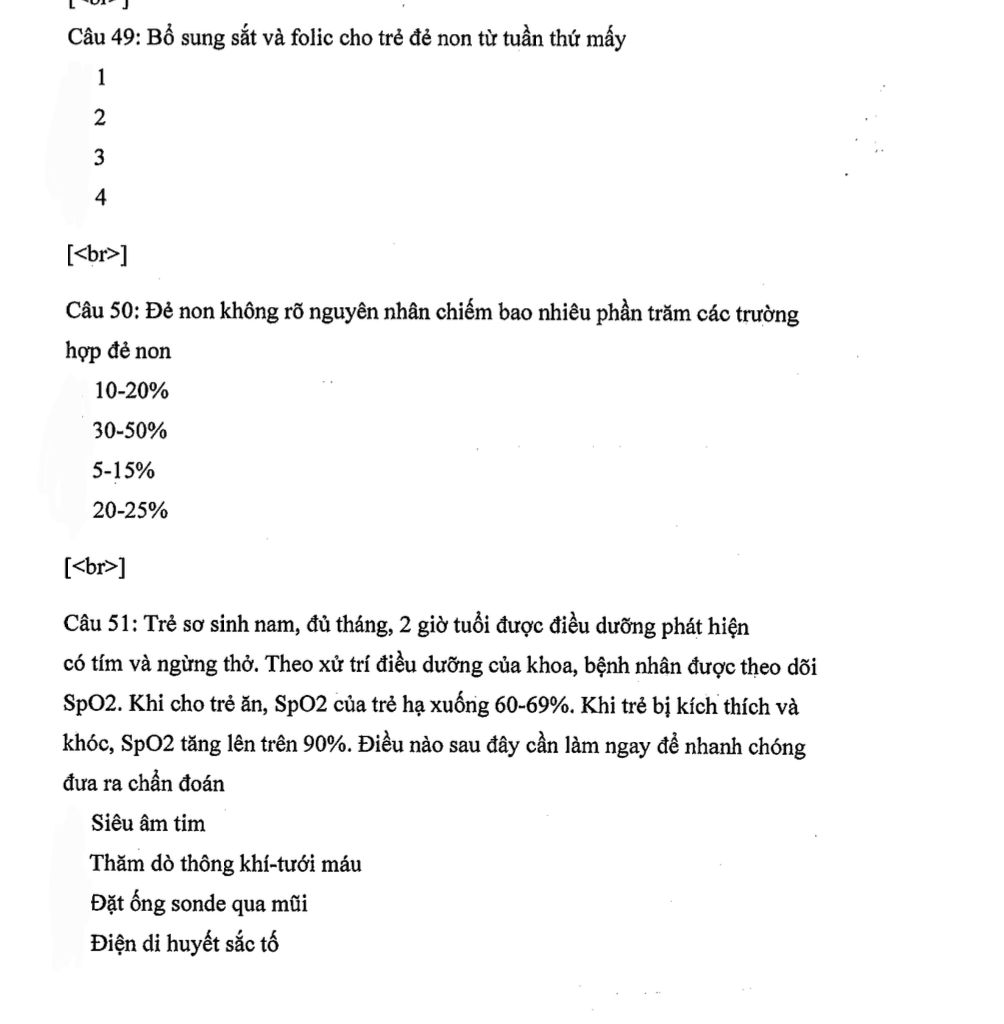 [<br>]
Câu 49: Bổ sung sắt và folic cho trẻ đẻ non từ tuần thứ mấy
1
2
3
4
[<br>]
Câu 50: Đẻ non không rõ nguyên nhân chiếm bao nhiêu phần trăm các trường
hợp đẻ non
10-20%
30-50%
5-15%
20-25%
[<br>]
Câu 51: Trẻ sơ sinh nam, đủ tháng, 2 giờ tuổi được điều dưỡng phát hiện
có tím và ngừng thở. Theo xử trí điều dưỡng của khoa, bệnh nhân được theo dõi
SpO2. Khi cho trẻ ăn, SpO2 của trẻ hạ xuống 60-69%. Khi trẻ bị kích thích và
khóc, SpO2 tăng lên trên 90%. Điều nào sau đây cần làm ngay để nhanh chóng
đưa ra chẩn đoán
Siêu âm tim
Thăm dò thông khí-tưới máu
Đặt ống sonde qua mũi
Điện di huyết sắc tố